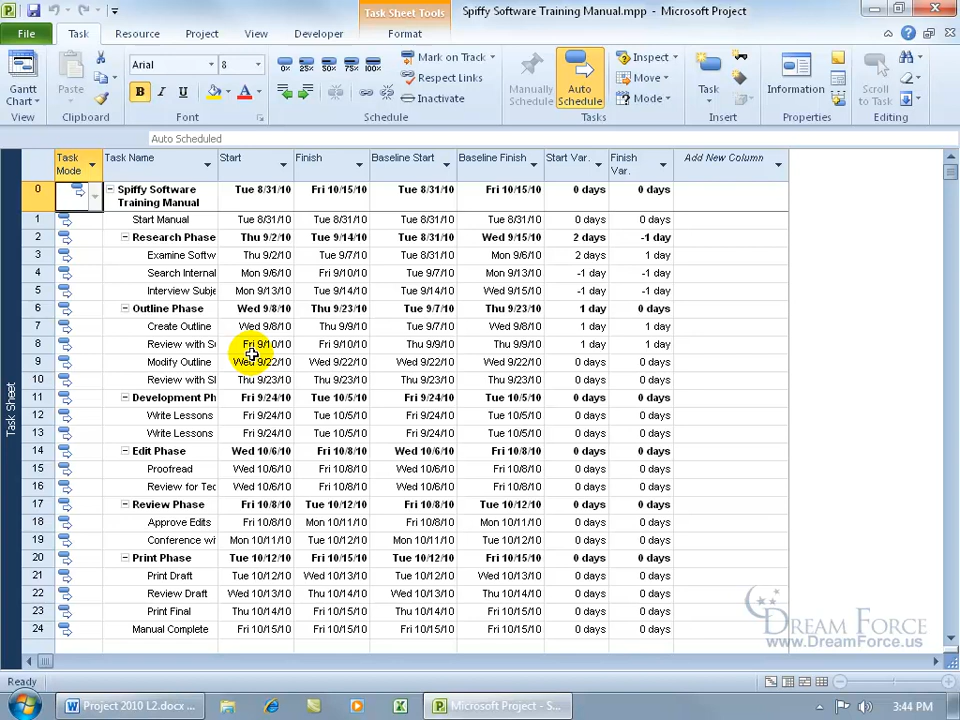 Task Sheet Tools
Spiffy Software Training Manual.mpp - Microsoft Project
File Task Resource Project View Developer Format
Gantt Chart
View
Paste
Clipboard
Arial 8
B I U A
Font
0% 25% 50% 75% 100%
Mark on Track
Respect Links
Inactivate
Schedule
Manually Schedule
Auto Schedule
Inspect
Move
Mode
Tasks
Task
Insert
Information
Properties
Scroll to Task
Editing
Auto Scheduled
Task Mode Task Name Start Finish Baseline Start Baseline Finish Start Var. Finish Var. Add New Column
0 Spiffy Software Training Manual Tue 8/31/10 Fri 10/15/10 Tue 8/31/10 Fri 10/15/10 0 days 0 days
1 Start Manual Tue 8/31/10 Tue 8/31/10 Tue 8/31/10 Tue 8/31/10 0 days 0 days
2 Research Phase Thu 9/2/10 Tue 9/14/10 Tue 8/31/10 Wed 9/15/10 2 days -1 day
3 Examine Softw Thu 9/2/10 Tue 9/7/10 Tue 8/31/10 Mon 9/6/10 2 days 1 day
4 Search Internal Mon 9/6/10 Fri 9/10/10 Tue 9/7/10 Mon 9/13/10 -1 day -1 day
5 Interview Subje Mon 9/13/10 Tue 9/14/10 Tue 9/14/10 Wed 9/15/10 -1 day -1 day
6 Outline Phase Wed 9/8/10 Thu 9/23/10 Tue 9/7/10 Thu 9/23/10 1 day 0 days
7 Create Outline Wed 9/8/10 Thu 9/9/10 Tue 9/7/10 Wed 9/8/10 1 day 1 day
8 Review with S Fri 9/10/10 Fri 9/10/10 Thu 9/9/10 Thu 9/9/10 1 day 1 day
9 Modify Outline Wed 9/22/10 Wed 9/22/10 Wed 9/22/10 Wed 9/22/10 0 days 0 days
10 Review with Sl Thu 9/23/10 Thu 9/23/10 Thu 9/23/10 Thu 9/23/10 0 days 0 days
11 Development Ph Fri 9/24/10 Tue 10/5/10 Fri 9/24/10 Tue 10/5/10 0 days 0 days
12 Write Lessons Fri 9/24/10 Tue 10/5/10 Fri 9/24/10 Tue 10/5/10 0 days 0 days
13 Write Lessons Fri 9/24/10 Tue 10/5/10 Fri 9/24/10 Tue 10/5/10 0 days 0 days
14 Edit Phase Wed 10/6/10 Fri 10/8/10 Wed 10/6/10 Fri 10/8/10 0 days 0 days
15 Proofread Wed 10/6/10 Fri 10/8/10 Wed 10/6/10 Fri 10/8/10 0 days 0 days
16 Review for Tec Wed 10/6/10 Fri 10/8/10 Wed 10/6/10 Fri 10/8/10 0 days 0 days
17 Review Phase Fri 10/8/10 Tue 10/12/10 Fri 10/8/10 Tue 10/12/10 0 days 0 days
18 Approve Edits Fri 10/8/10 Mon 10/11/10 Fri 10/8/10 Mon 10/11/10 0 days 0 days
19 Conference wi Mon 10/11/10 Tue 10/12/10 Mon 10/11/10 Tue 10/12/10 0 days 0 days
20 Print Phase Tue 10/12/10 Fri 10/15/10 Tue 10/12/10 Fri 10/15/10 0 days 0 days
21 Print Draft Tue 10/12/10 Wed 10/13/10 Tue 10/12/10 Wed 10/13/10 0 days 0 days
22 Review Draft Wed 10/13/10 Thu 10/14/10 Wed 10/13/10 Thu 10/14/10 0 days 0 days
23 Print Final Thu 10/14/10 Fri 10/15/10 Thu 10/14/10 Fri 10/15/10 0 days 0 days
24 Manual Complete Fri 10/15/10 Fri 10/15/10 Fri 10/15/10 Fri 10/15/10 0 days 0 days
Task Sheet
DREAM FORCE
www.DreamForce.us
Ready
Project 2010 L2.docx ...
Microsoft Project - S...
3:44 PM